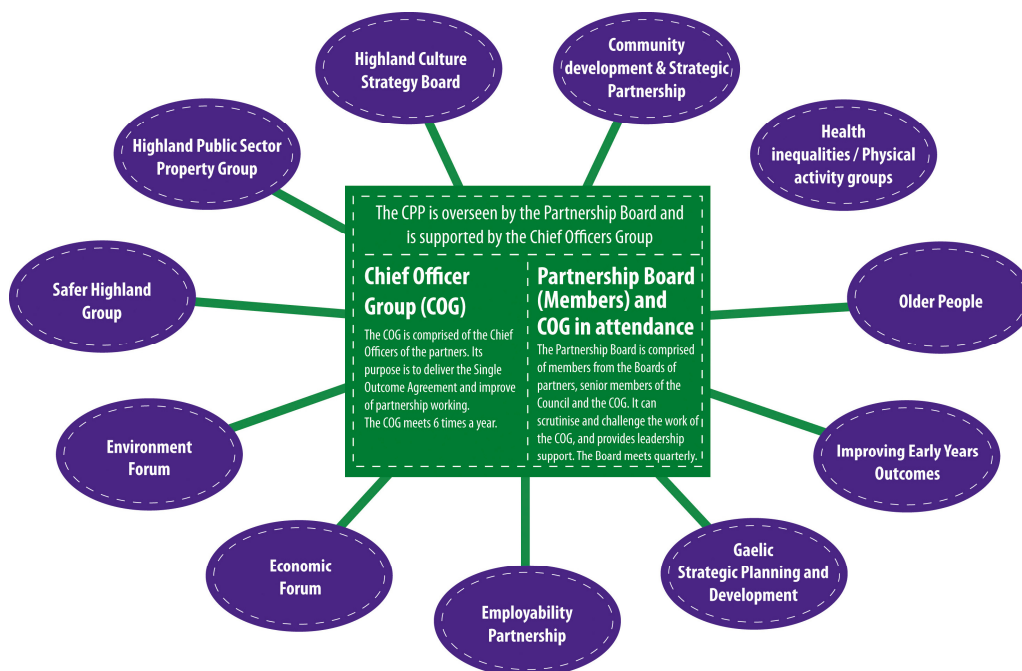 Highland Culture
Strategy Board
Community
development & Strategic
Partnership
Highland Public Sector
Property Group
Health
inequalities / Physical
activity groups
The CPP is overseen by the Partnership Board and
is supported by the Chief Officers Group
Chief Officer
Group (COG)
The COG is comprised of the Chief
Officers of the partners. Its
purpose is to deliver the Single
Outcome Agreement and improve
of partnership working.
The COG meets 6 times a year.
Partnership Board
(Members) and
COG in attendance
The Partnership Board is comprised
of members from the Boards of
partners, senior members of the
Council and the COG. It can
scrutinise and challenge the work of
the COG, and provides leadership
support. The Board meets quarterly.
Safer Highland
Group
Older People
Environment
Forum
Improving Early Years
Outcomes
Economic
Forum
Employability
Partnership
Gaelic
Strategic Planning and
Development